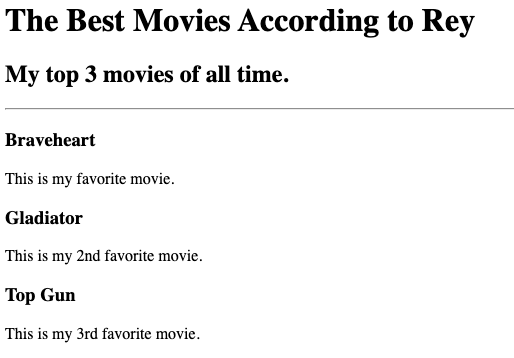 The Best Movies According to Rey
My top 3 movies of all time.
Braveheart
This is my favorite movie.
Gladiator
This is my 2nd favorite movie.
Top Gun
This is my 3rd favorite movie.